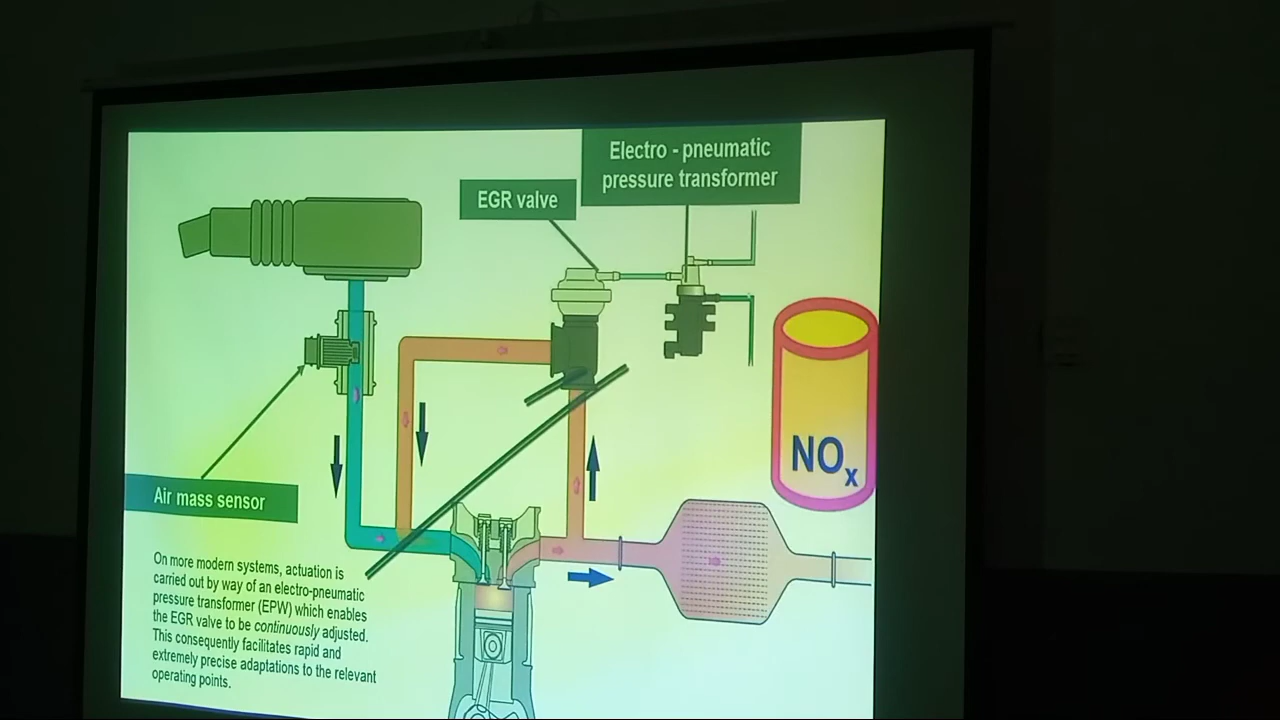 Electro - pneumatic
pressure transformer
EGR valve
NOx
Air mass sensor
On more modern systems, actuation is
carried out by way of an electro-pneumatic
pressure transformer (EPW) which enables
the EGR valve to be continuously adjusted.
This consequently facilitates rapid and
extremely precise adaptations to the relevant
operating points.